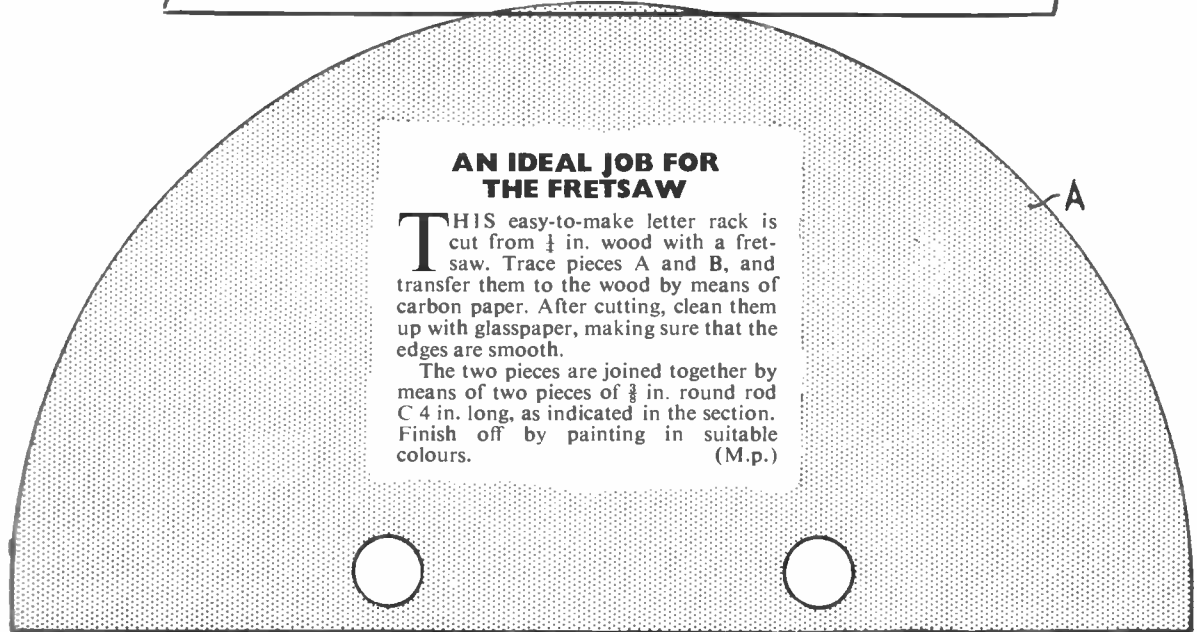 AN IDEAL JOB FOR
THE FRETSAW
THIS easy-to-make letter rack is
cut from ¼ in. wood with a fret-
saw. Trace pieces A and B, and
transfer them to the wood by means of
carbon paper. After cutting, clean them
up with glasspaper, making sure that the
edges are smooth.
The two pieces are joined together by
means of two pieces of ⅜ in. round rod
C 4 in. long, as indicated in the section.
Finish off by painting in suitable
colours. (M.p.)
A